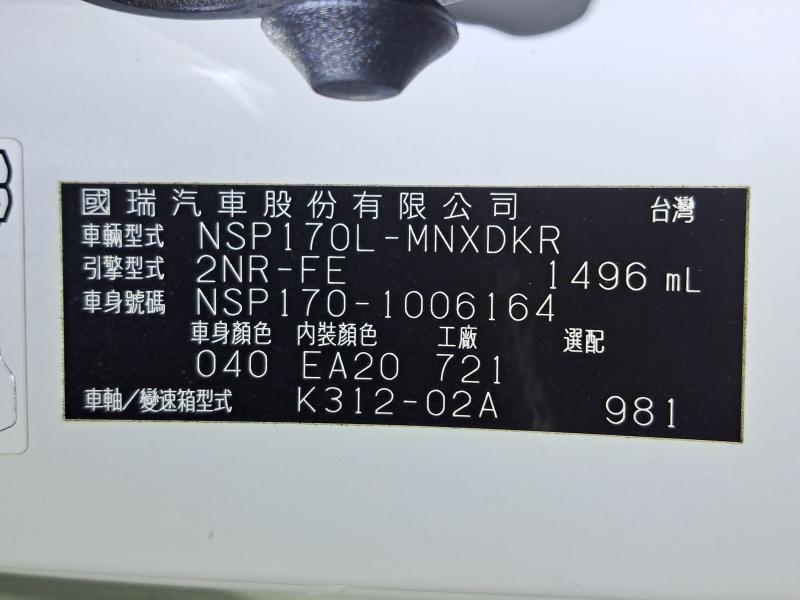 國瑞汽車股份有限公司 台灣
車輛型式 NSP170L-MNXDKR
引擎型式 2NR-FE 1496 mL
車身號碼 NSP170-1006164
車身顏色 內裝顏色 工廠 選配
040 EA20 721
車軸/變速箱型式 K312-02A 981